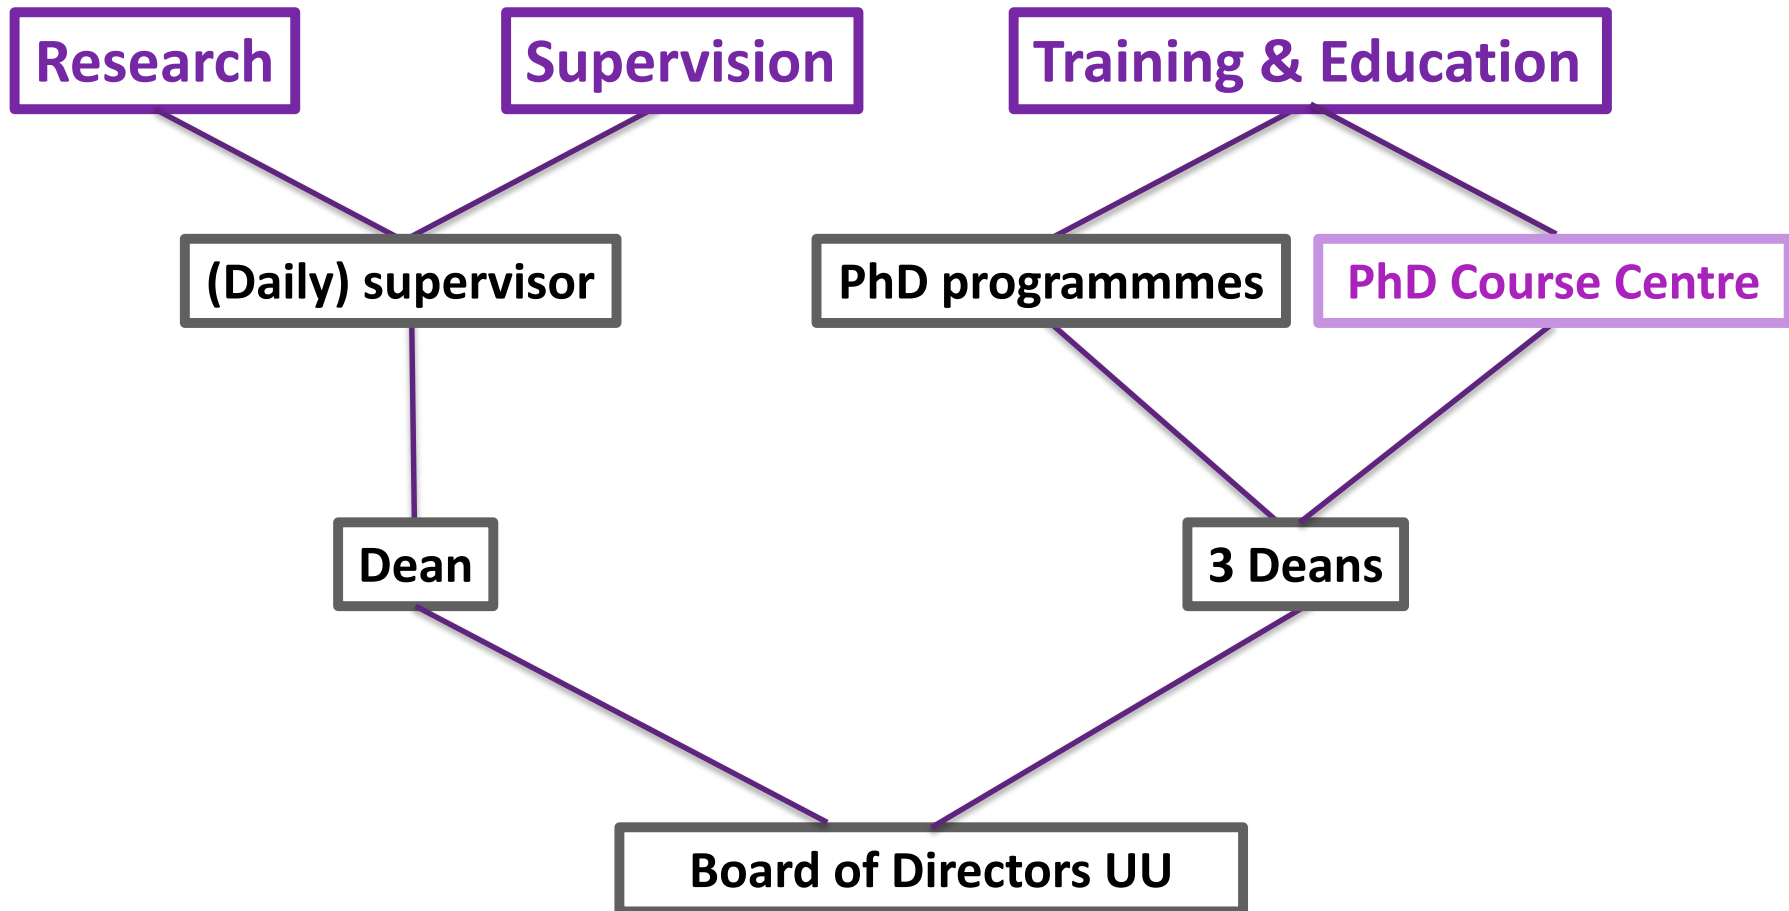 Research
Supervision
Training & Education
(Daily) supervisor
PhD programmmes
PhD Course Centre
Dean
3 Deans
Board of Directors UU